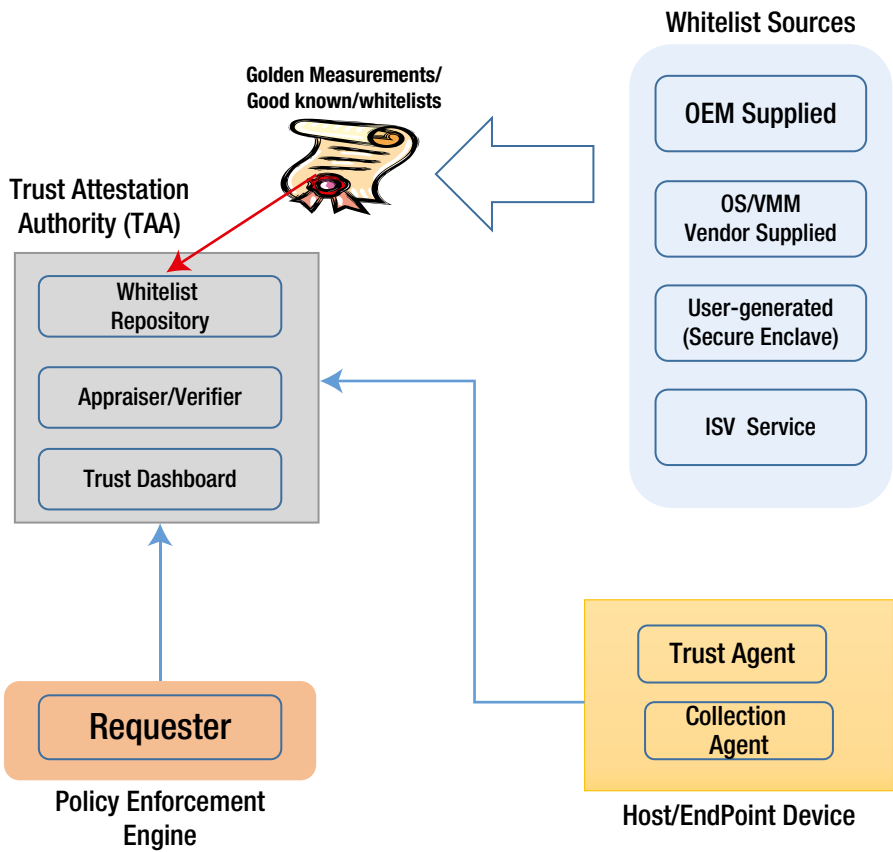 Whitelist Sources
OEM Supplied
OS/VMM
Vendor Supplied
User-generated
(Secure Enclave)
ISV Service
Golden Measurements/
Good known/whitelists
Trust Attestation
Authority (TAA)
Whitelist
Repository
Appraiser/Verifier
Trust Dashboard
Requester
Policy Enforcement
Engine
Trust Agent
Collection
Agent
Host/EndPoint Device